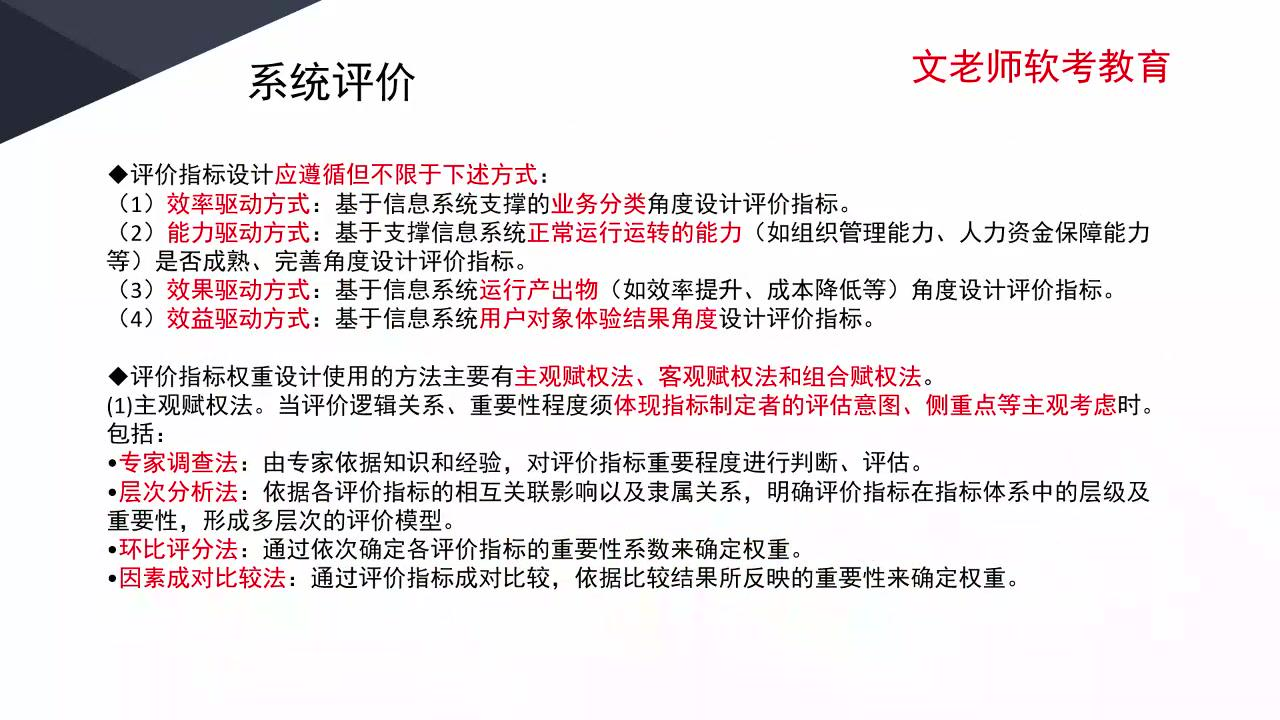 系统评价
文老师软考教育
◆评价指标设计应遵循但不限于下述方式：
（1）效率驱动方式：基于信息系统支撑的业务分类角度设计评价指标。
（2）能力驱动方式：基于支撑信息系统正常运行运转的能力（如组织管理能力、人力资金保障能力
等）是否成熟、完善角度设计评价指标。
（3）效果驱动方式：基于信息系统运行产出物（如效率提升、成本降低等）角度设计评价指标。
（4）效益驱动方式：基于信息系统用户对象体验结果角度设计评价指标。
◆评价指标权重设计使用的方法主要有主观赋权法、客观赋权法和组合赋权法。
(1)主观赋权法。当评价逻辑关系、重要性程度须体现指标制定者的评估意图、侧重点等主观考虑时。
包括：
•专家调查法：由专家依据知识和经验，对评价指标重要程度进行判断、评估。
•层次分析法：依据各评价指标的相互关联影响以及隶属关系，明确评价指标在指标体系中的层级及
重要性，形成多层次的评价模型。
•环比评分法：通过依次确定各评价指标的重要性系数来确定权重。
•因素成对比较法：通过评价指标成对比较，依据比较结果所反映的重要性来确定权重。